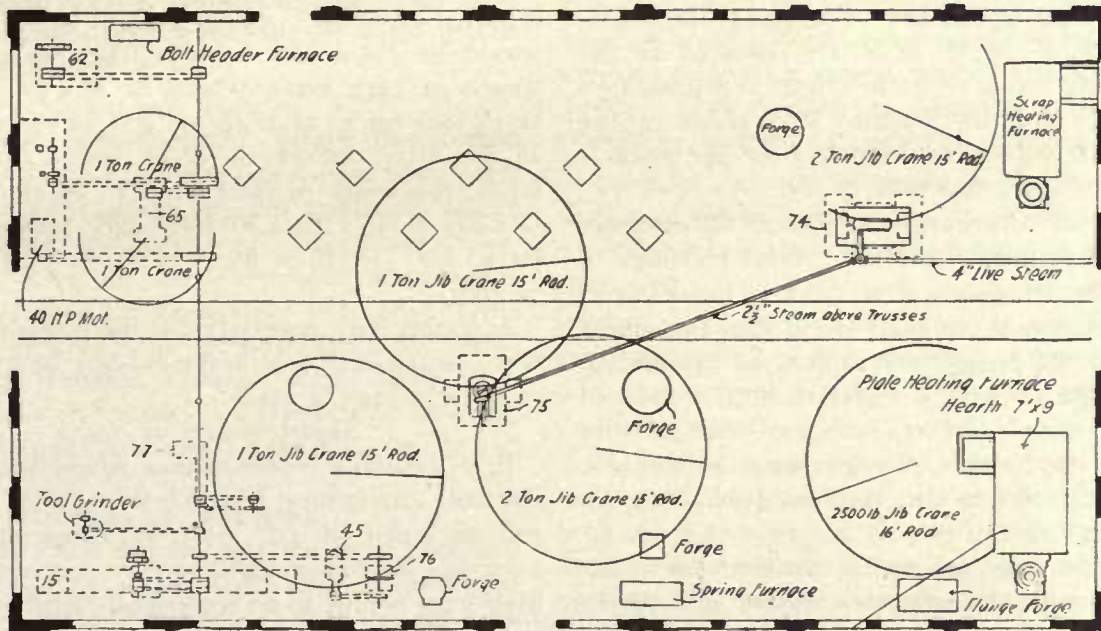 62
Bolt Header Furnace
1 Ton Crane
65
1 Ton Crane
40 H P Mot.
Forge
2 Ton Jib Crane 15' Rad.
Scrap
Heating
Furnace
74
4" Live Steam
1 Ton Jib Crane 15' Rad.
2½" Steam above Trusses
75
Forge
Plate Heating Furnace
Hearth 7'x9
77
1 Ton Jib Crane 15' Rad.
2 Ton Jib Crane 15' Rad.
2500 lb Jib Crane
16' Rad
Tool Grinder
45
76
15
Forge
Forge
Spring Furnace
Flange Forge